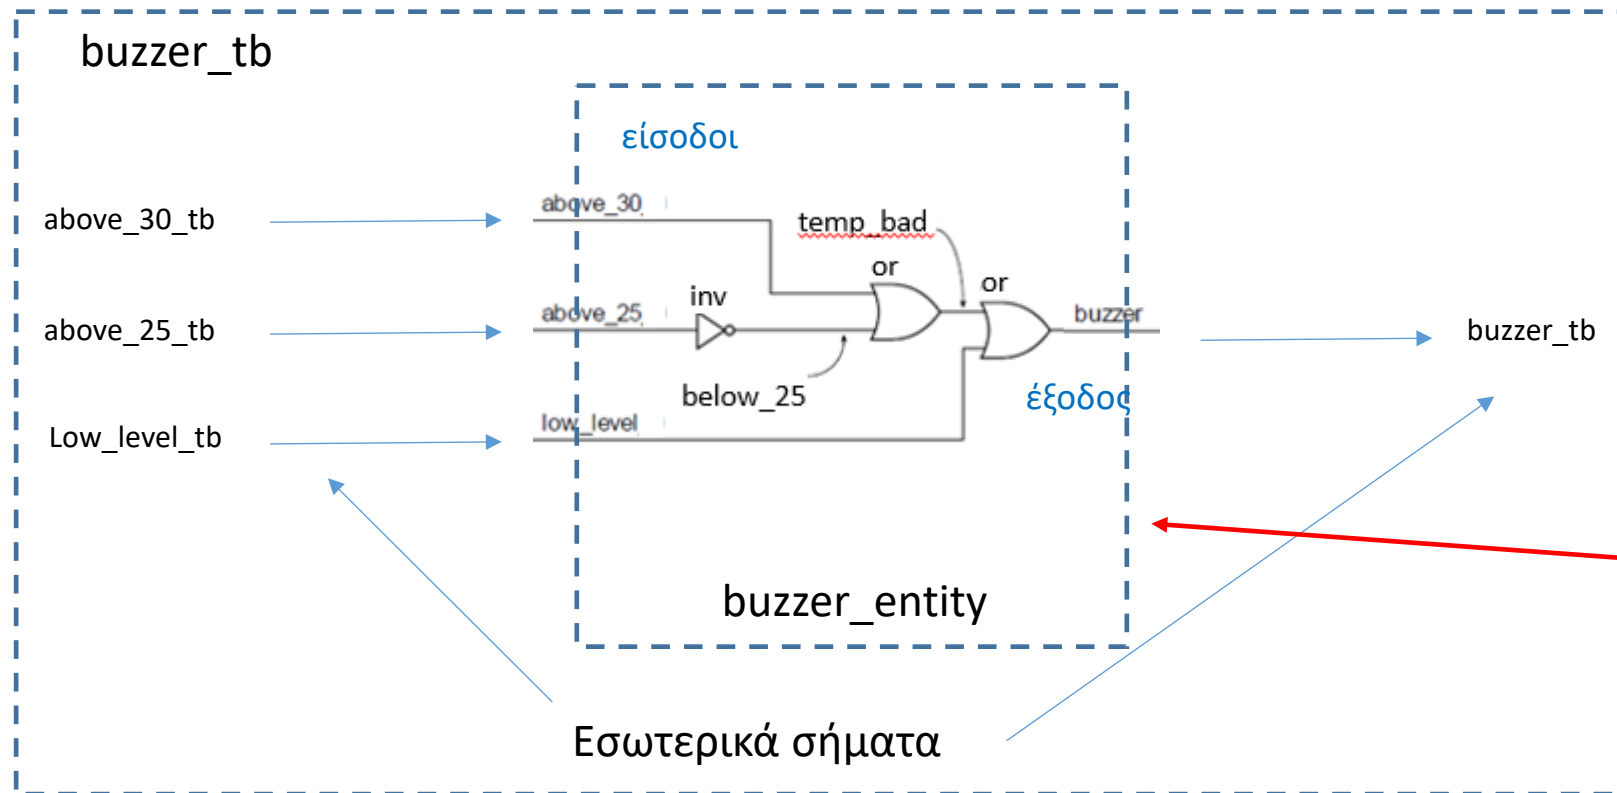 buzzer_tb
είσοδοι
above_30_tb
above_30
temp_bad
or
or
inv
above_25_tb
above_25
buzzer
buzzer_tb
below_25
έξοδος
Low_level_tb
low_level
buzzer_entity
Εσωτερικά σήματα